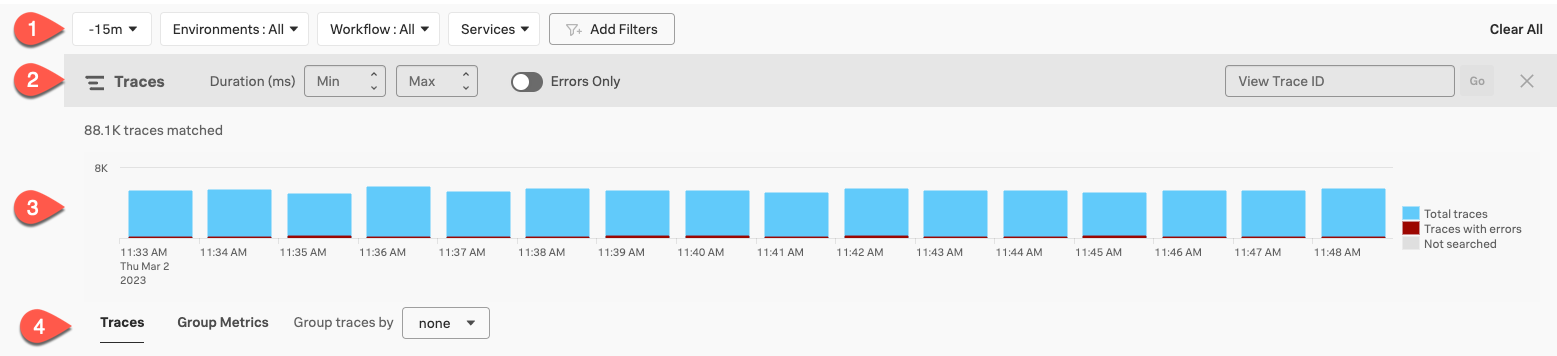 1 -15m Environments : All Workflow : All Services Add Filters Clear All
2 Traces Duration (ms) Min Max Errors Only View Trace ID Go
88.1K traces matched
8K
3
Total traces
Traces with errors
Not searched
11:33 AM 11:34 AM 11:35 AM 11:36 AM 11:37 AM 11:38 AM 11:39 AM 11:40 AM 11:41 AM 11:42 AM 11:43 AM 11:44 AM 11:45 AM 11:46 AM 11:47 AM 11:48 AM
Thu Mar 2
2023
4 Traces Group Metrics Group traces by none